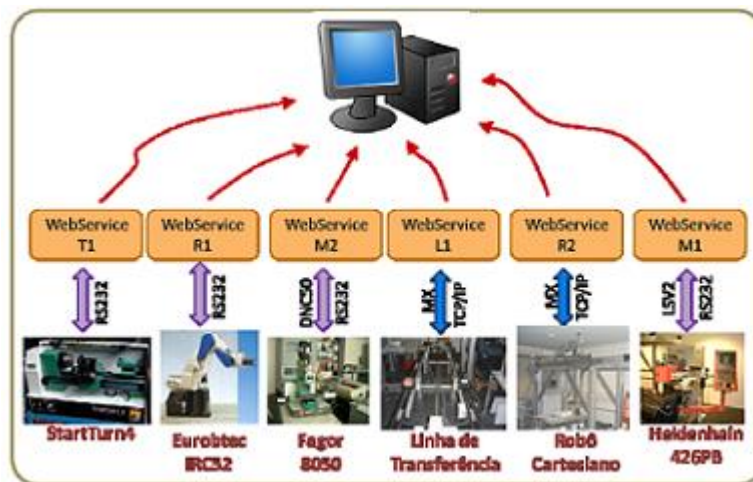 WebService
T1
WebService
R1
WebService
M2
WebService
L1
WebService
R2
WebService
M1
RS232
RS232
DNC50
RS232
MX
TCP/IP
MX
TCP/IP
LSV2
RS232
StartTurn4
Eurobtec
IRC52
Fagor
8050
Linha de
Transferência
Robô
Cartesiano
Heidenhain
426PB